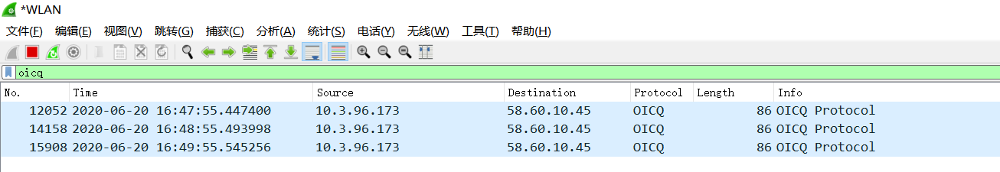 *WLAN
文件(F) 编辑(E) 视图(V) 跳转(G) 捕获(C) 分析(A) 统计(S) 电话(Y) 无线(W) 工具(T) 帮助(H)
oicq
No. Time Source Destination Protocol Length Info
12052 2020-06-20 16:47:55.447400 10.3.96.173 58.60.10.45 OICQ 86 OICQ Protocol
14158 2020-06-20 16:48:55.493998 10.3.96.173 58.60.10.45 OICQ 86 OICQ Protocol
15908 2020-06-20 16:49:55.545256 10.3.96.173 58.60.10.45 OICQ 86 OICQ Protocol